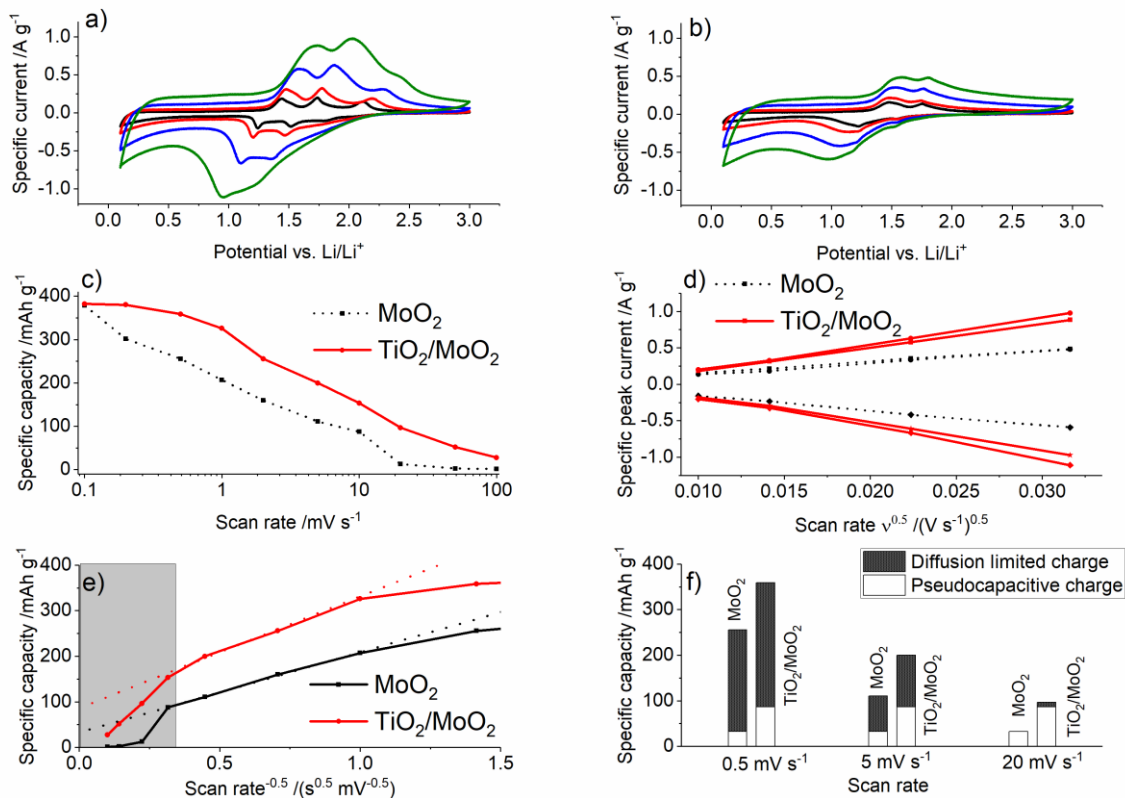 a)
Specific current /A g⁻¹
1.0
0.5
0.0
-0.5
-1.0
0.0 0.5 1.0 1.5 2.0 2.5 3.0
Potential vs. Li/Li⁺
b)
Specific current /A g⁻¹
1.0
0.5
0.0
-0.5
-1.0
0.0 0.5 1.0 1.5 2.0 2.5 3.0
Potential vs. Li/Li⁺
c)
Specific capacity /mAh g⁻¹
400
300
200
100
0
MoO₂
TiO₂/MoO₂
0.1 1 10 100
Scan rate /mV s⁻¹
d)
Specific peak current /A g⁻¹
1.0
0.5
0.0
-0.5
-1.0
MoO₂
TiO₂/MoO₂
0.010 0.015 0.020 0.025 0.030
Scan rate ν⁰·⁵ /(V s⁻¹)⁰·⁵
e)
Specific capacity /mAh g⁻¹
400
300
200
100
0
MoO₂
TiO₂/MoO₂
0.0 0.5 1.0 1.5
Scan rate⁻⁰·⁵ /(s⁰·⁵ mV⁻⁰·⁵)
f)
Specific capacity /mAh g⁻¹
400
300
200
100
0
Diffusion limited charge
Pseudocapacitive charge
MoO₂
TiO₂/MoO₂
MoO₂
TiO₂/MoO₂
MoO₂
TiO₂/MoO₂
0.5 mV s⁻¹ 5 mV s⁻¹ 20 mV s⁻¹
Scan rate